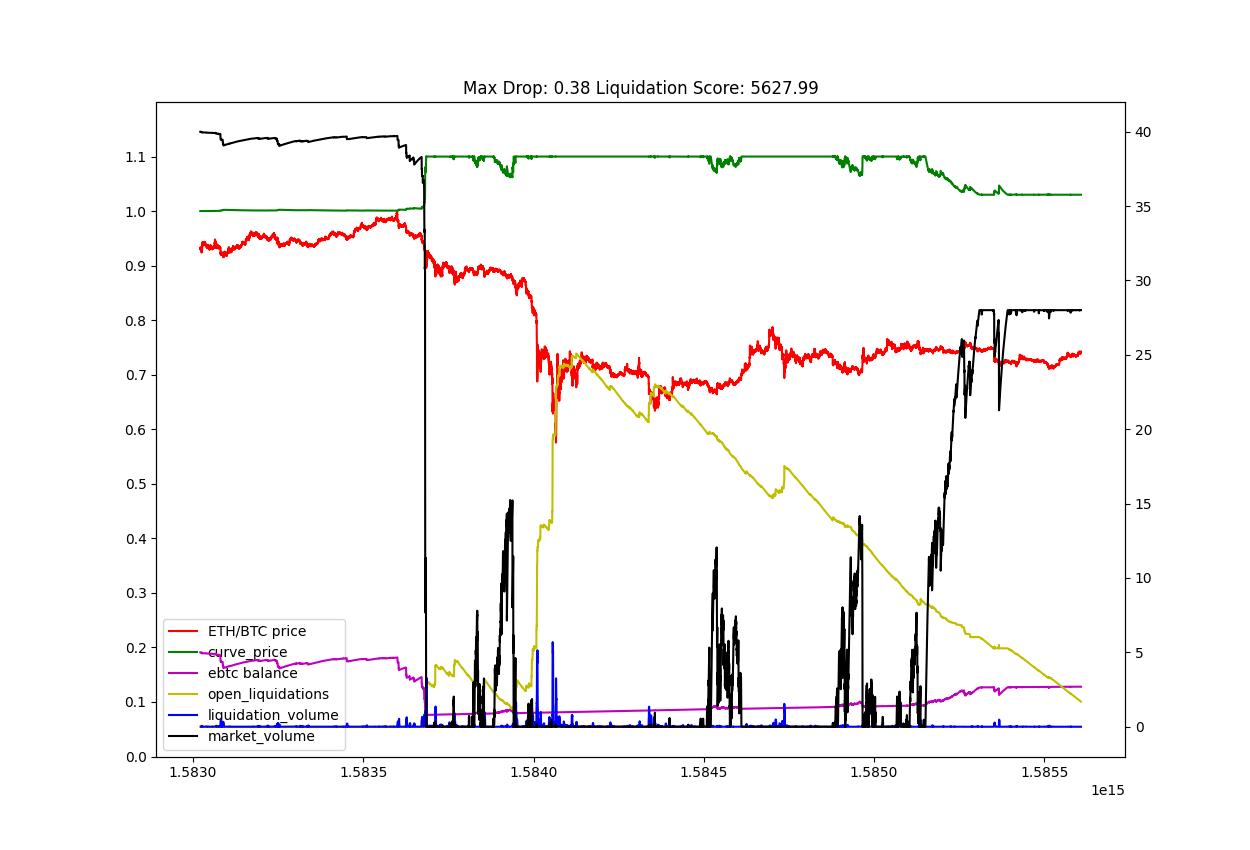 Max Drop: 0.38 Liquidation Score: 5627.99
1.1
1.0
0.9
0.8
0.7
0.6
0.5
0.4
0.3
0.2
0.1
0.0
40
35
30
25
20
15
10
5
0
ETH/BTC price
curve_price
ebtc balance
open_liquidations
liquidation_volume
market_volume
1.5830 1.5835 1.5840 1.5845 1.5850 1.5855
1e15